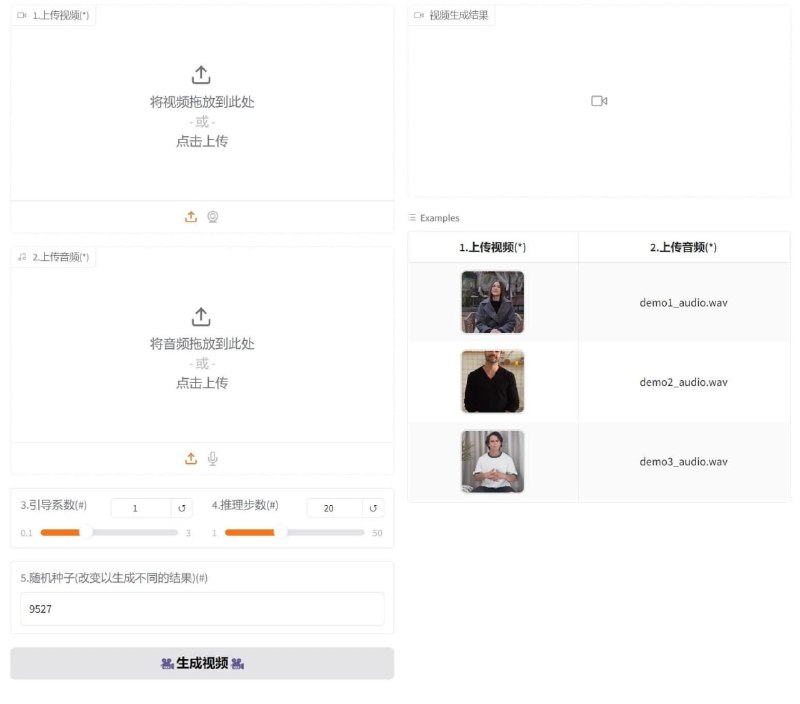 1.上传视频(*)
将视频拖放到此处
- 或 -
点击上传
2.上传音频(*)
将音频拖放到此处
- 或 -
点击上传
3.引导系数(#)
1
0.1
3
4.推理步数(#)
20
1
50
5.随机种子(改变以生成不同的结果)(#)
9527
生成视频
视频生成结果
Examples
1.上传视频(*)
2.上传音频(*)
demo1_audio.wav
demo2_audio.wav
demo3_audio.wav